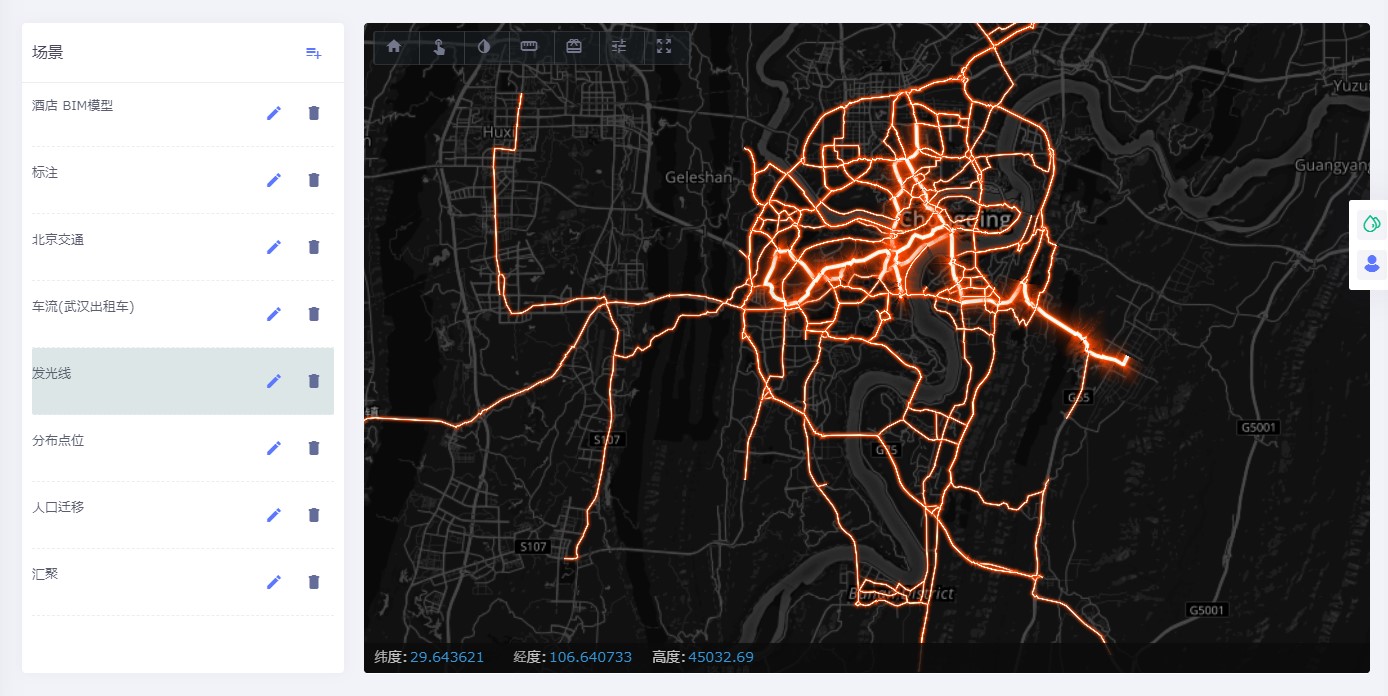 场景
酒店 BIM模型
标注
北京交通
车流(武汉出租车)
发光线
分布点位
人口迁移
汇聚
Huxi
Geleshan
Chongqing
Yuzui
Guangyang
G65
G5001
S107
G75
S107
Banan District
G5001
纬度:29.643621 经度:106.640733 高度:45032.69